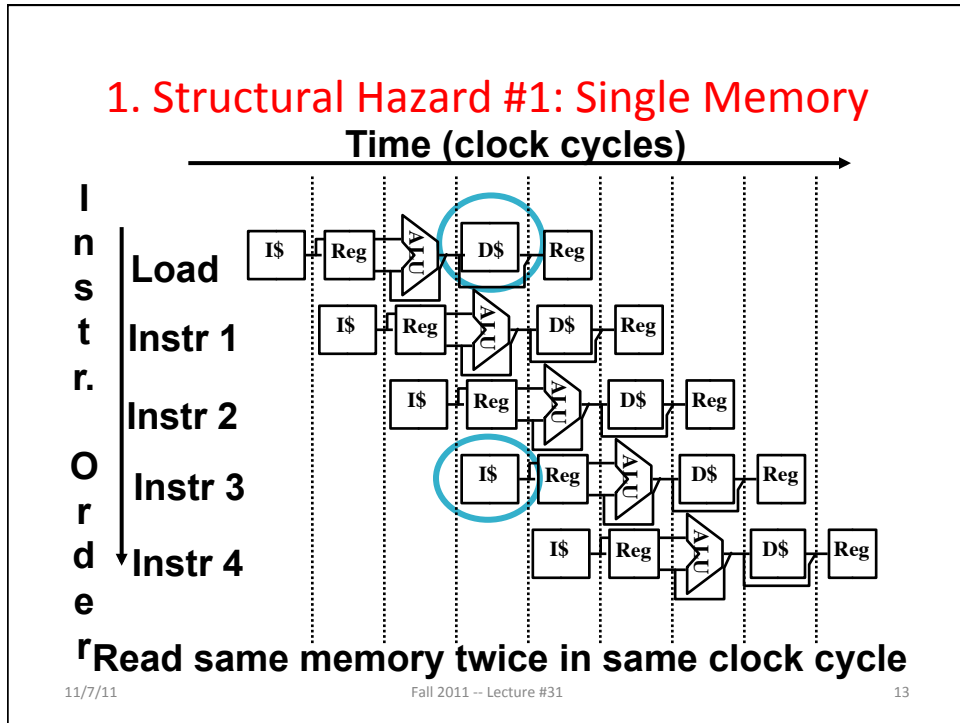 1. Structural Hazard #1: Single Memory
Time (clock cycles)
Instr. Order
Load
I$ Reg ALU D$ Reg
Instr 1
I$ Reg ALU D$ Reg
Instr 2
I$ Reg ALU D$ Reg
Instr 3
I$ Reg ALU D$ Reg
Instr 4
I$ Reg ALU D$ Reg
Read same memory twice in same clock cycle
11/7/11
Fall 2011 -- Lecture #31
13